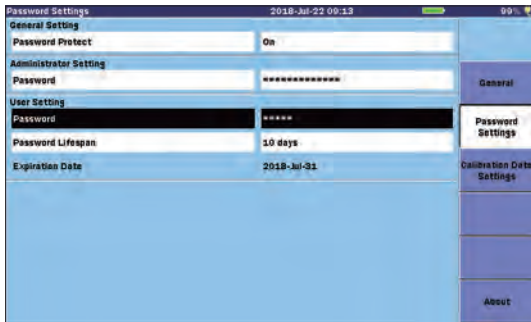 Password Settings 2018-Jul-22 09:13 99%
General Setting
Password Protect On
Administrator Setting
Password *************
User Setting
Password *****
Password Lifespan 10 days
Expiration Date 2018-Jul-31
General
Password
Settings
Calibration Date
Settings
About